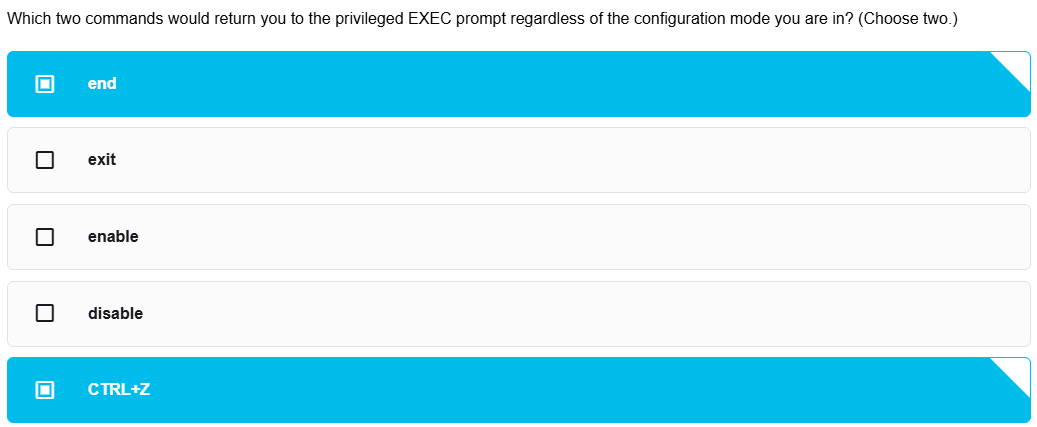 Which two commands would return you to the privileged EXEC prompt regardless of the configuration mode you are in? (Choose two.)
end
exit
enable
disable
CTRL+Z